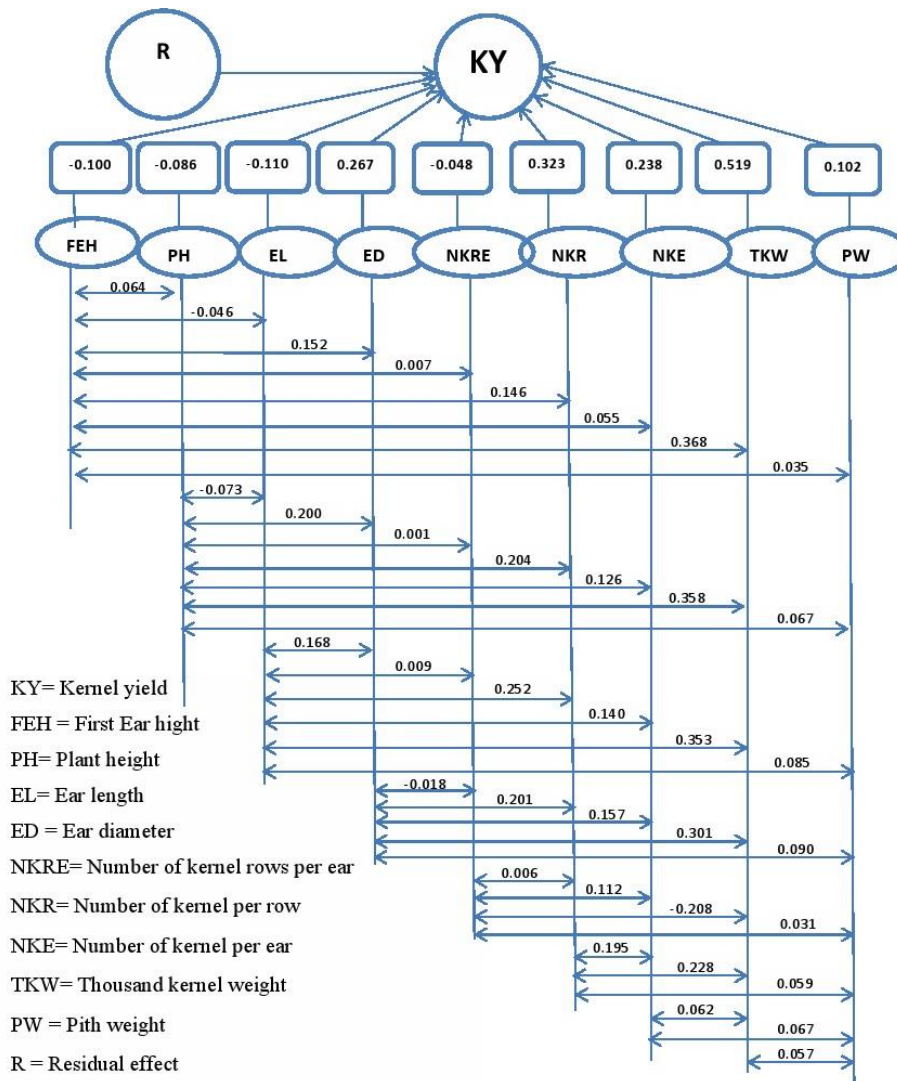 R
KY
-0.100 -0.086 -0.110 0.267 -0.048 0.323 0.238 0.519 0.102
FEH PH EL ED NKRE NKR NKE TKW PW
0.064
-0.046
0.152
0.007
0.146
0.055
0.368
0.035
-0.073
0.200
0.001
0.204
0.126
0.358
0.067
0.168
0.009
0.252
0.140
0.353
0.085
-0.018
0.201
0.157
0.301
0.090
0.006
0.112
-0.208
0.031
0.195
0.228
0.059
0.062
0.067
0.057
KY= Kernel yield
FEH = First Ear hight
PH= Plant height
EL= Ear length
ED = Ear diameter
NKRE= Number of kernel rows per ear
NKR= Number of kernel per row
NKE= Number of kernel per ear
TKW= Thousand kernel weight
PW = Pith weight
R = Residual effect